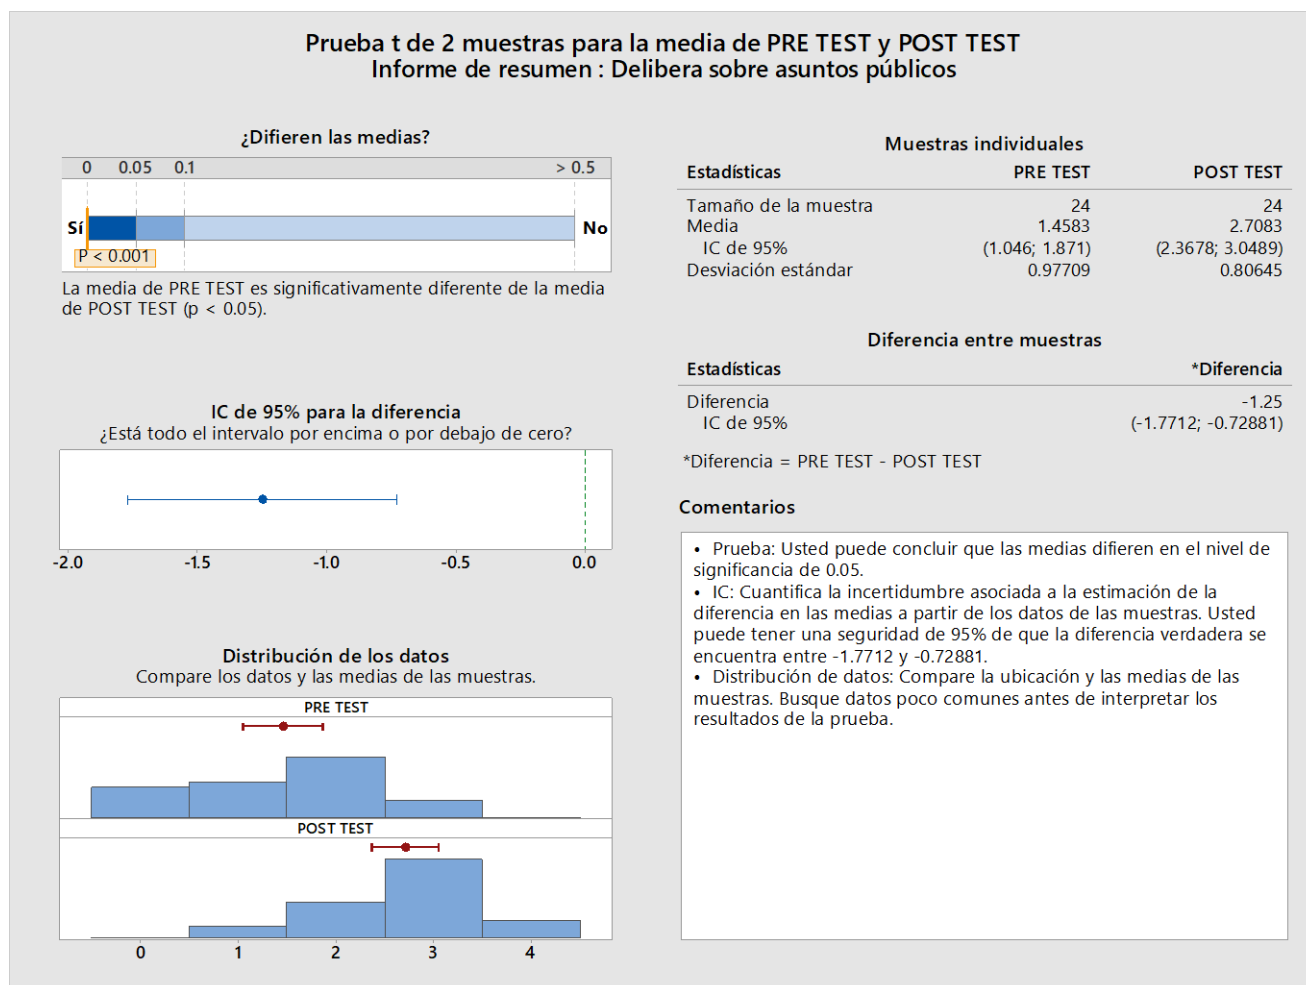 Prueba t de 2 muestras para la media de PRE TEST y POST TEST
Informe de resumen : Delibera sobre asuntos públicos
¿Difieren las medias?
0 0.05 0.1 > 0.5
Sí No
P < 0.001
La media de PRE TEST es significativamente diferente de la media
de POST TEST (p < 0.05).
IC de 95% para la diferencia
¿Está todo el intervalo por encima o por debajo de cero?
-2.0 -1.5 -1.0 -0.5 0.0
Distribución de los datos
Compare los datos y las medias de las muestras.
PRE TEST
POST TEST
0 1 2 3 4
Muestras individuales
Estadísticas PRE TEST POST TEST
Tamaño de la muestra 24 24
Media 1.4583 2.7083
IC de 95% (1.046; 1.871) (2.3678; 3.0489)
Desviación estándar 0.97709 0.80645
Diferencia entre muestras
Estadísticas *Diferencia
Diferencia -1.25
IC de 95% (-1.7712; -0.72881)
*Diferencia = PRE TEST - POST TEST
Comentarios
• Prueba: Usted puede concluir que las medias difieren en el nivel de
significancia de 0.05.
• IC: Cuantifica la incertidumbre asociada a la estimación de la
diferencia en las medias a partir de los datos de las muestras. Usted
puede tener una seguridad de 95% de que la diferencia verdadera se
encuentra entre -1.7712 y -0.72881.
• Distribución de datos: Compare la ubicación y las medias de las
muestras. Busque datos poco comunes antes de interpretar los
resultados de la prueba.